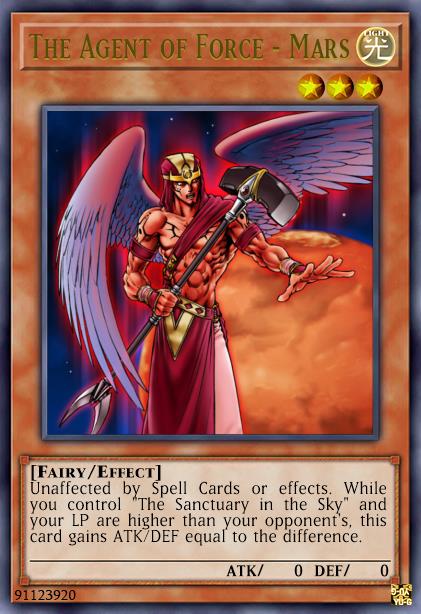 The Agent of Force - Mars
LIGHT
光
[Fairy/Effect]
Unaffected by Spell Cards or effects. While
you control "The Sanctuary in the Sky" and
your LP are higher than your opponent's, this
card gains ATK/DEF equal to the difference.
ATK/ 0 DEF/ 0
91123920